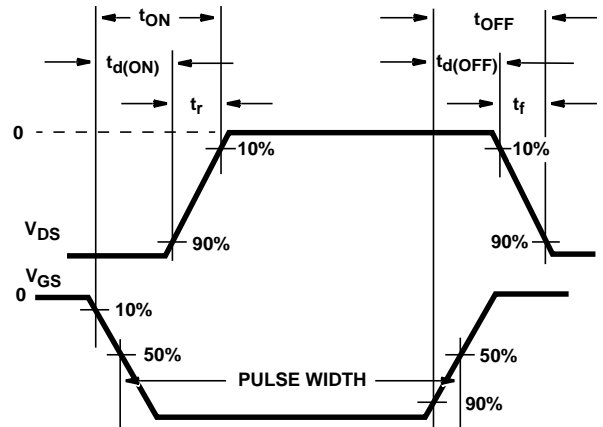 tON
tOFF
td(ON)
td(OFF)
tr
tf
0
10%
10%
VDS
90%
90%
VGS
0
10%
50%
50%
PULSE WIDTH
90%